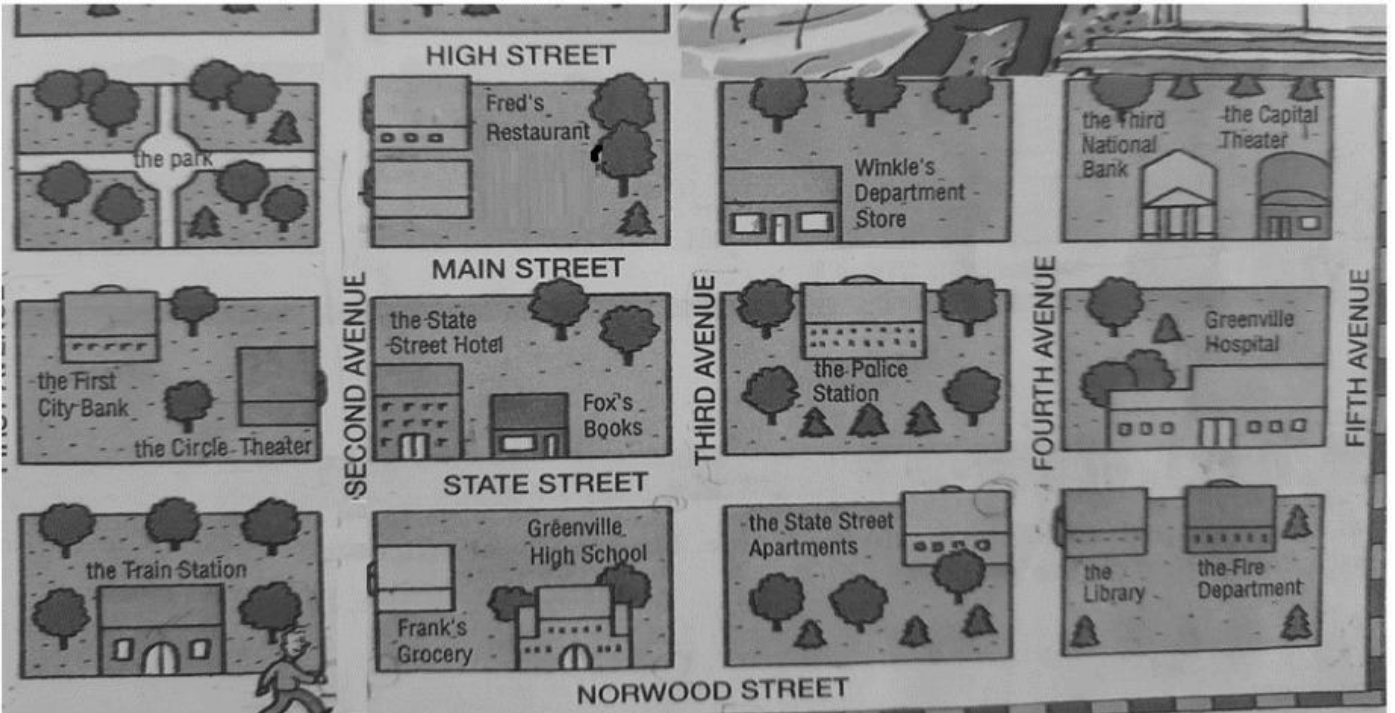 HIGH STREET
the park
Fred's
Restaurant
Winkle's
Department
Store
the Third
National
Bank
the Capital
Theater
MAIN STREET
the First
City Bank
the Circle Theater
SECOND AVENUE
the State
Street Hotel
Fox's
Books
THIRD AVENUE
the Police
Station
FOURTH AVENUE
Greenville
Hospital
FIFTH AVENUE
STATE STREET
the Train Station
Frank's
Grocery
Greenville
High School
the State Street
Apartments
the
Library
the Fire
Department
NORWOOD STREET